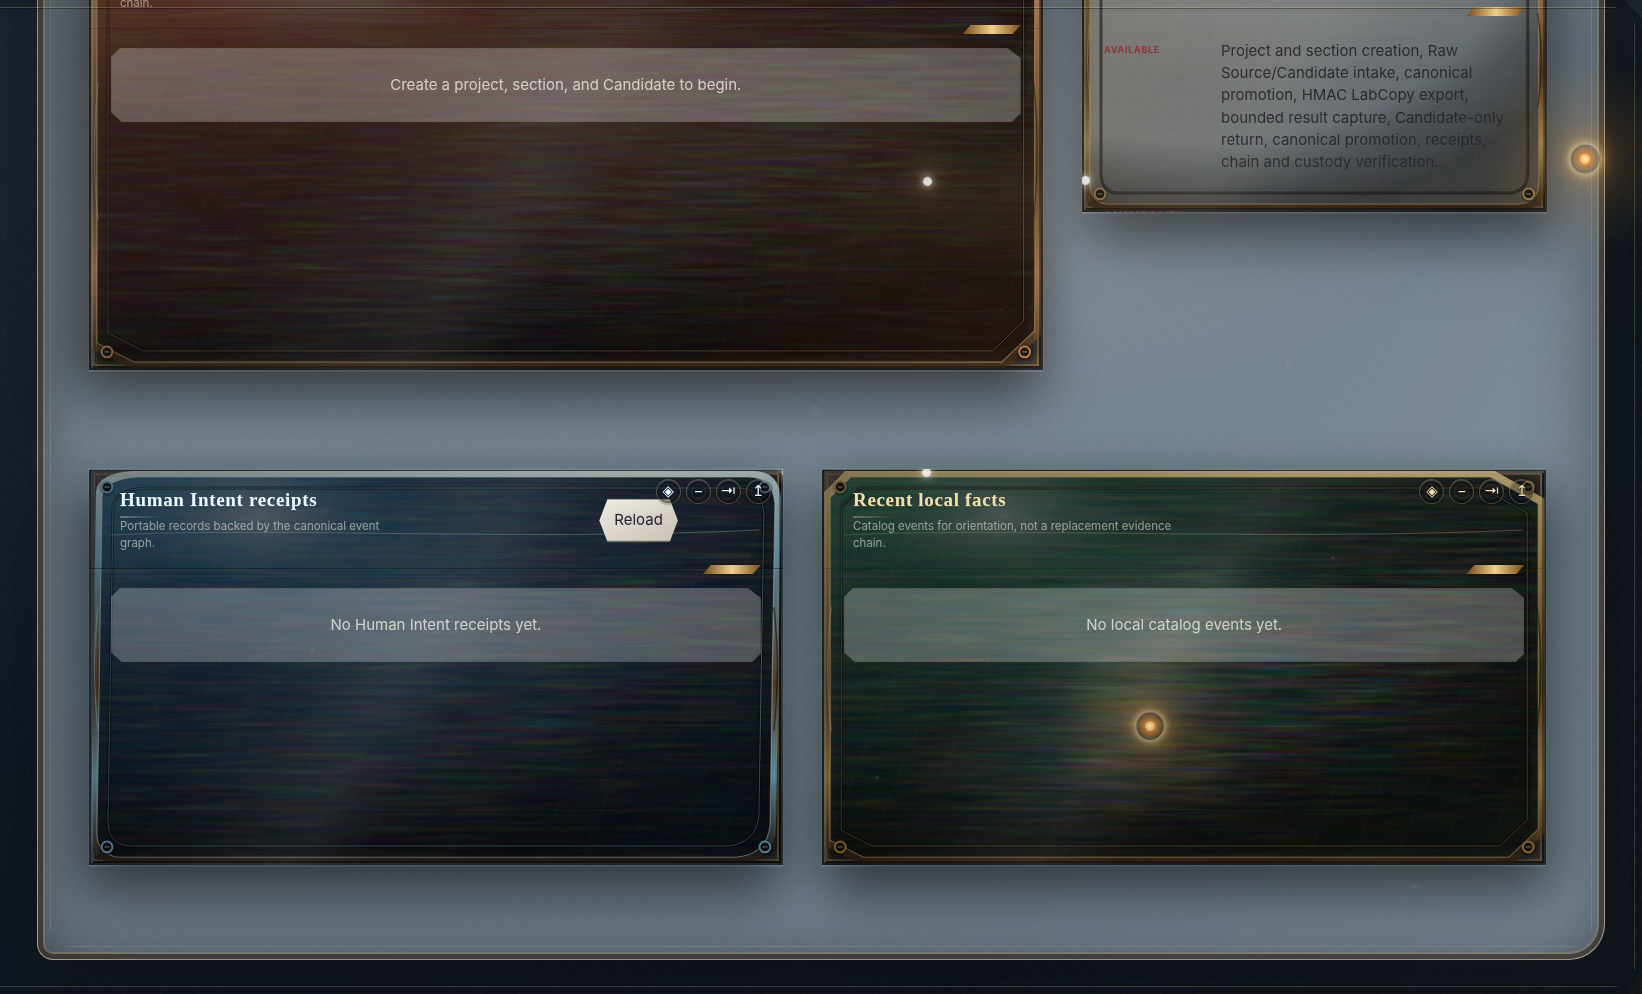 chain.
Create a project, section, and Candidate to begin.
AVAILABLE
Project and section creation, Raw
Source/Candidate intake, canonical
promotion, HMAC LabCopy export,
bounded result capture, Candidate-only
return, canonical promotion, receipts,
chain and custody verification.
Human Intent receipts
Portable records backed by the canonical event
graph.
Reload
No Human Intent receipts yet.
Recent local facts
Catalog events for orientation, not a replacement evidence
chain.
No local catalog events yet.